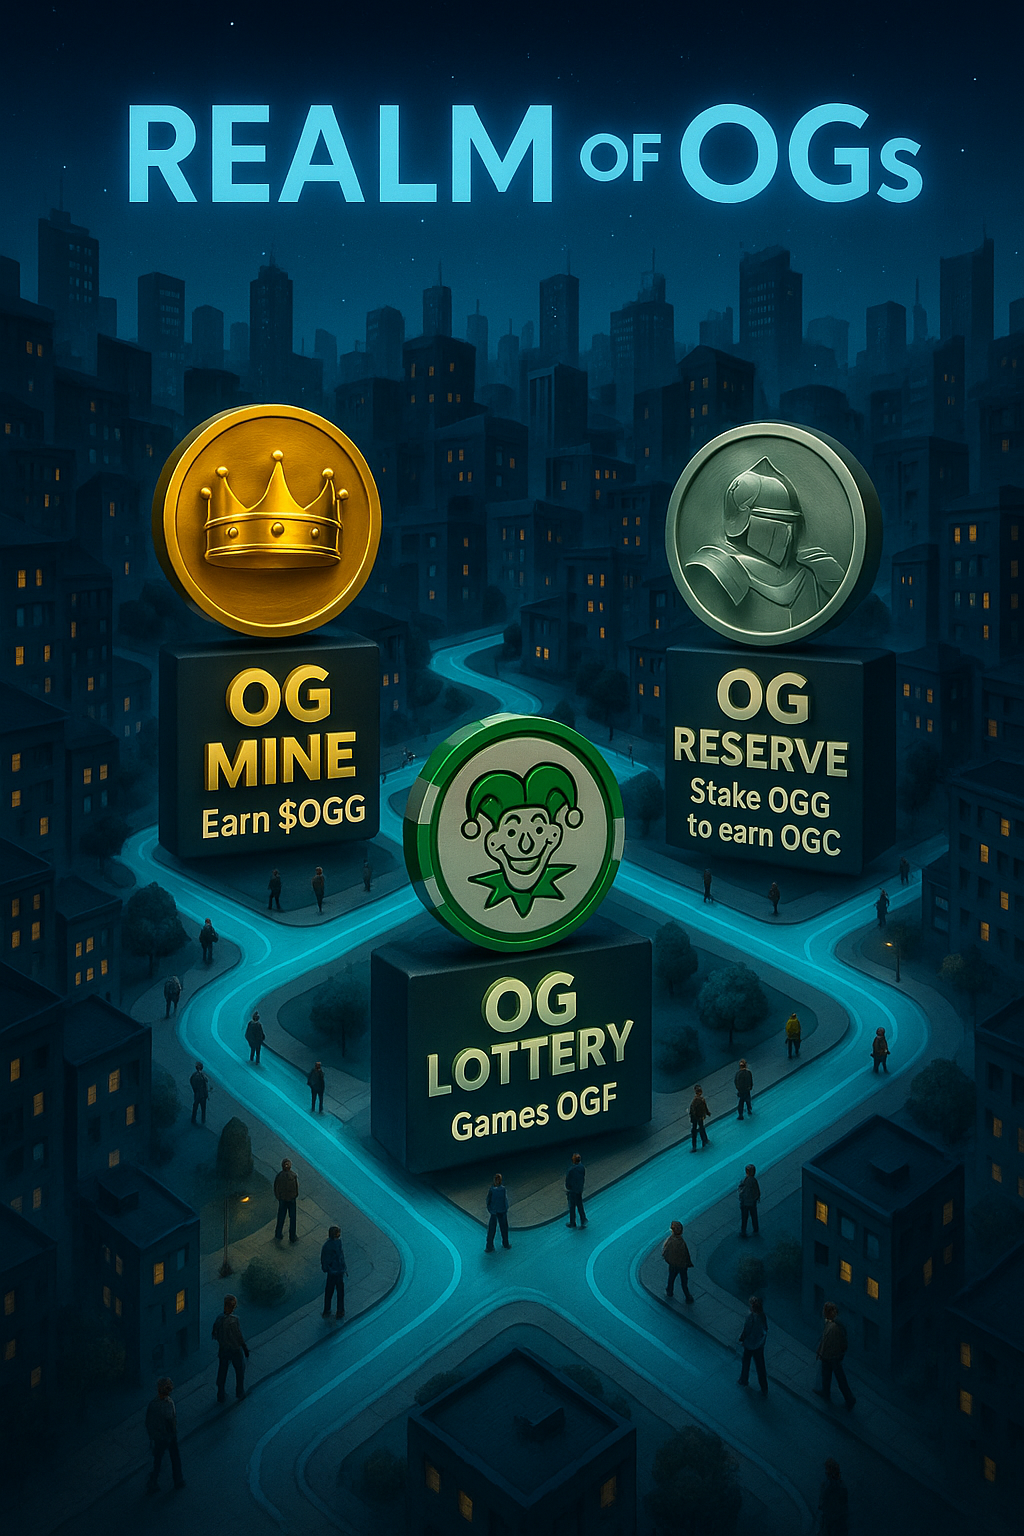 REALM OF OGs
OG
MINE
Earn $OGG
OG
RESERVE
Stake OGG
to earn OGC
OG
LOTTERY
Games OGF